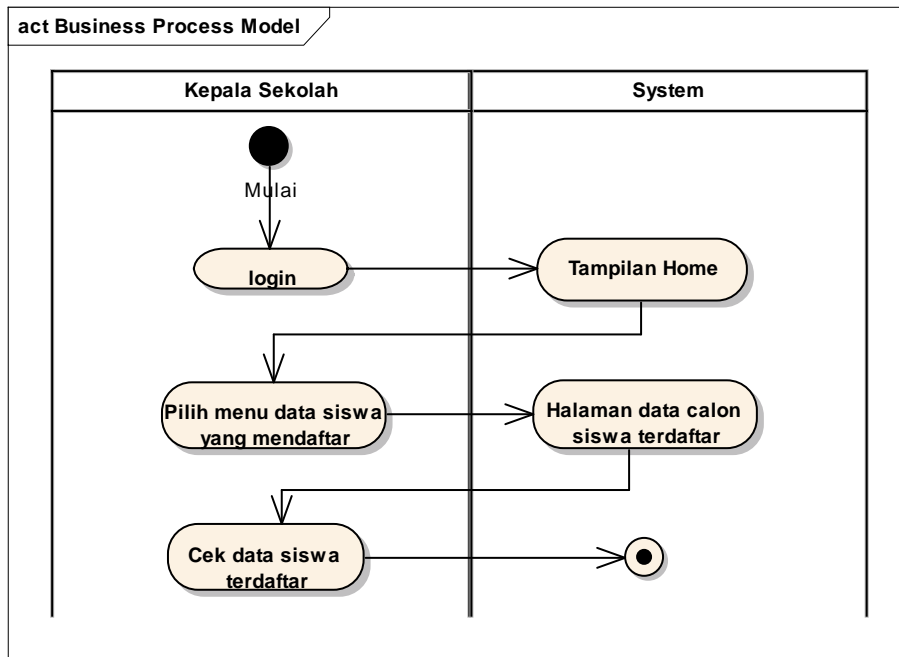 act Business Process Model
Kepala Sekolah
System
Mulai
login
Tampilan Home
Pilih menu data siswa
yang mendaftar
Halaman data calon
siswa terdaftar
Cek data siswa
terdaftar